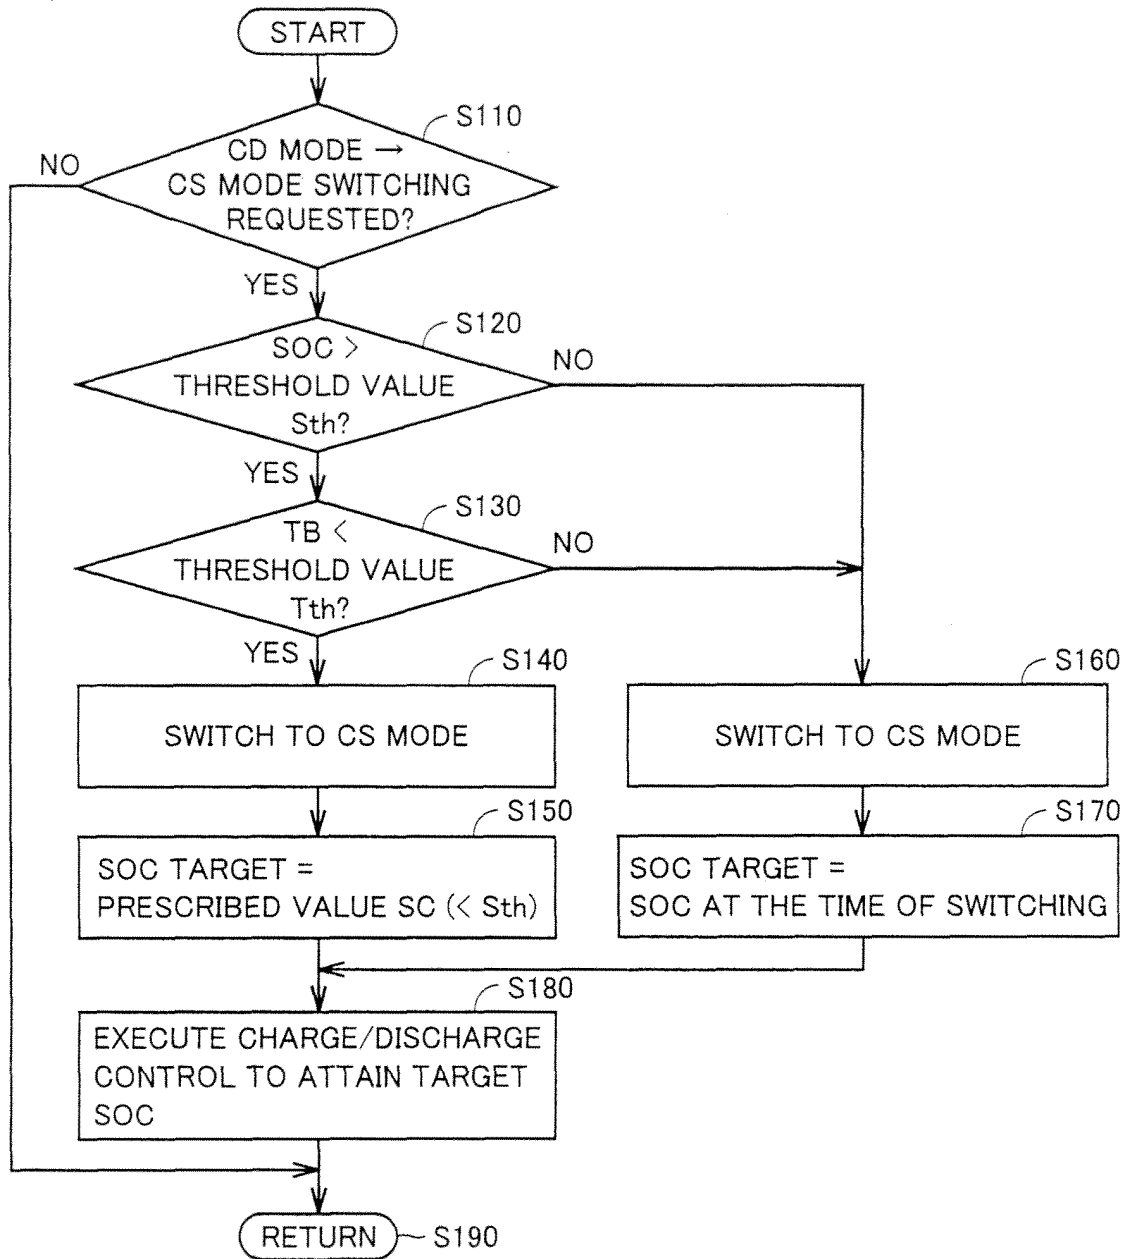 START
S110
CD MODE →
CS MODE SWITCHING
REQUESTED?
NO
YES
S120
SOC >
THRESHOLD VALUE
Sth?
NO
YES
S130
TB <
THRESHOLD VALUE
Tth?
NO
YES
S140
SWITCH TO CS MODE
S160
SWITCH TO CS MODE
S150
SOC TARGET =
PRESCRIBED VALUE SC (< Sth)
S170
SOC TARGET =
SOC AT THE TIME OF SWITCHING
S180
EXECUTE CHARGE/DISCHARGE
CONTROL TO ATTAIN TARGET
SOC
RETURN
S190